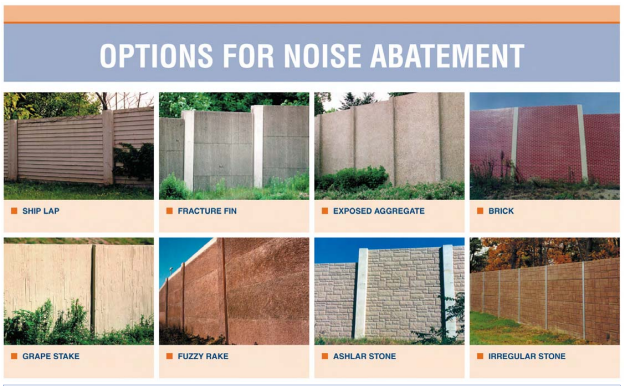 OPTIONS FOR NOISE ABATEMENT
SHIP LAP
FRACTURE FIN
EXPOSED AGGREGATE
BRICK
GRAPE STAKE
FUZZY RAKE
ASHLAR STONE
IRREGULAR STONE